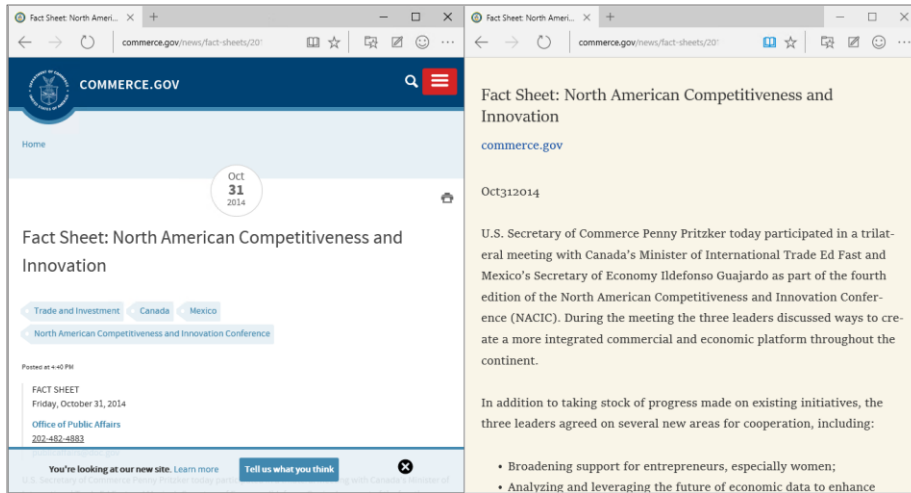 Fact Sheet: North Ameri...
commerce.gov/news/fact-sheets/201
COMMERCE.GOV
Home
Oct
31
2014
Fact Sheet: North American Competitiveness and
Innovation
Trade and Investment Canada Mexico
North American Competitiveness and Innovation Conference
Posted at 4:40 PM
FACT SHEET
Friday, October 31, 2014
Office of Public Affairs
202-482-4883
You're looking at our new site. Learn more Tell us what you think
Fact Sheet: North Ameri...
commerce.gov/news/fact-sheets/201
Fact Sheet: North American Competitiveness and
Innovation
commerce.gov
Oct312014
U.S. Secretary of Commerce Penny Pritzker today participated in a trilat-
eral meeting with Canada's Minister of International Trade Ed Fast and
Mexico's Secretary of Economy Ildefonso Guajardo as part of the fourth
edition of the North American Competitiveness and Innovation Confer-
ence (NACIC). During the meeting the three leaders discussed ways to cre-
ate a more integrated commercial and economic platform throughout the
continent.
In addition to taking stock of progress made on existing initiatives, the
three leaders agreed on several new areas for cooperation, including:
• Broadening support for entrepreneurs, especially women;
• Analyzing and leveraging the future of economic data to enhance